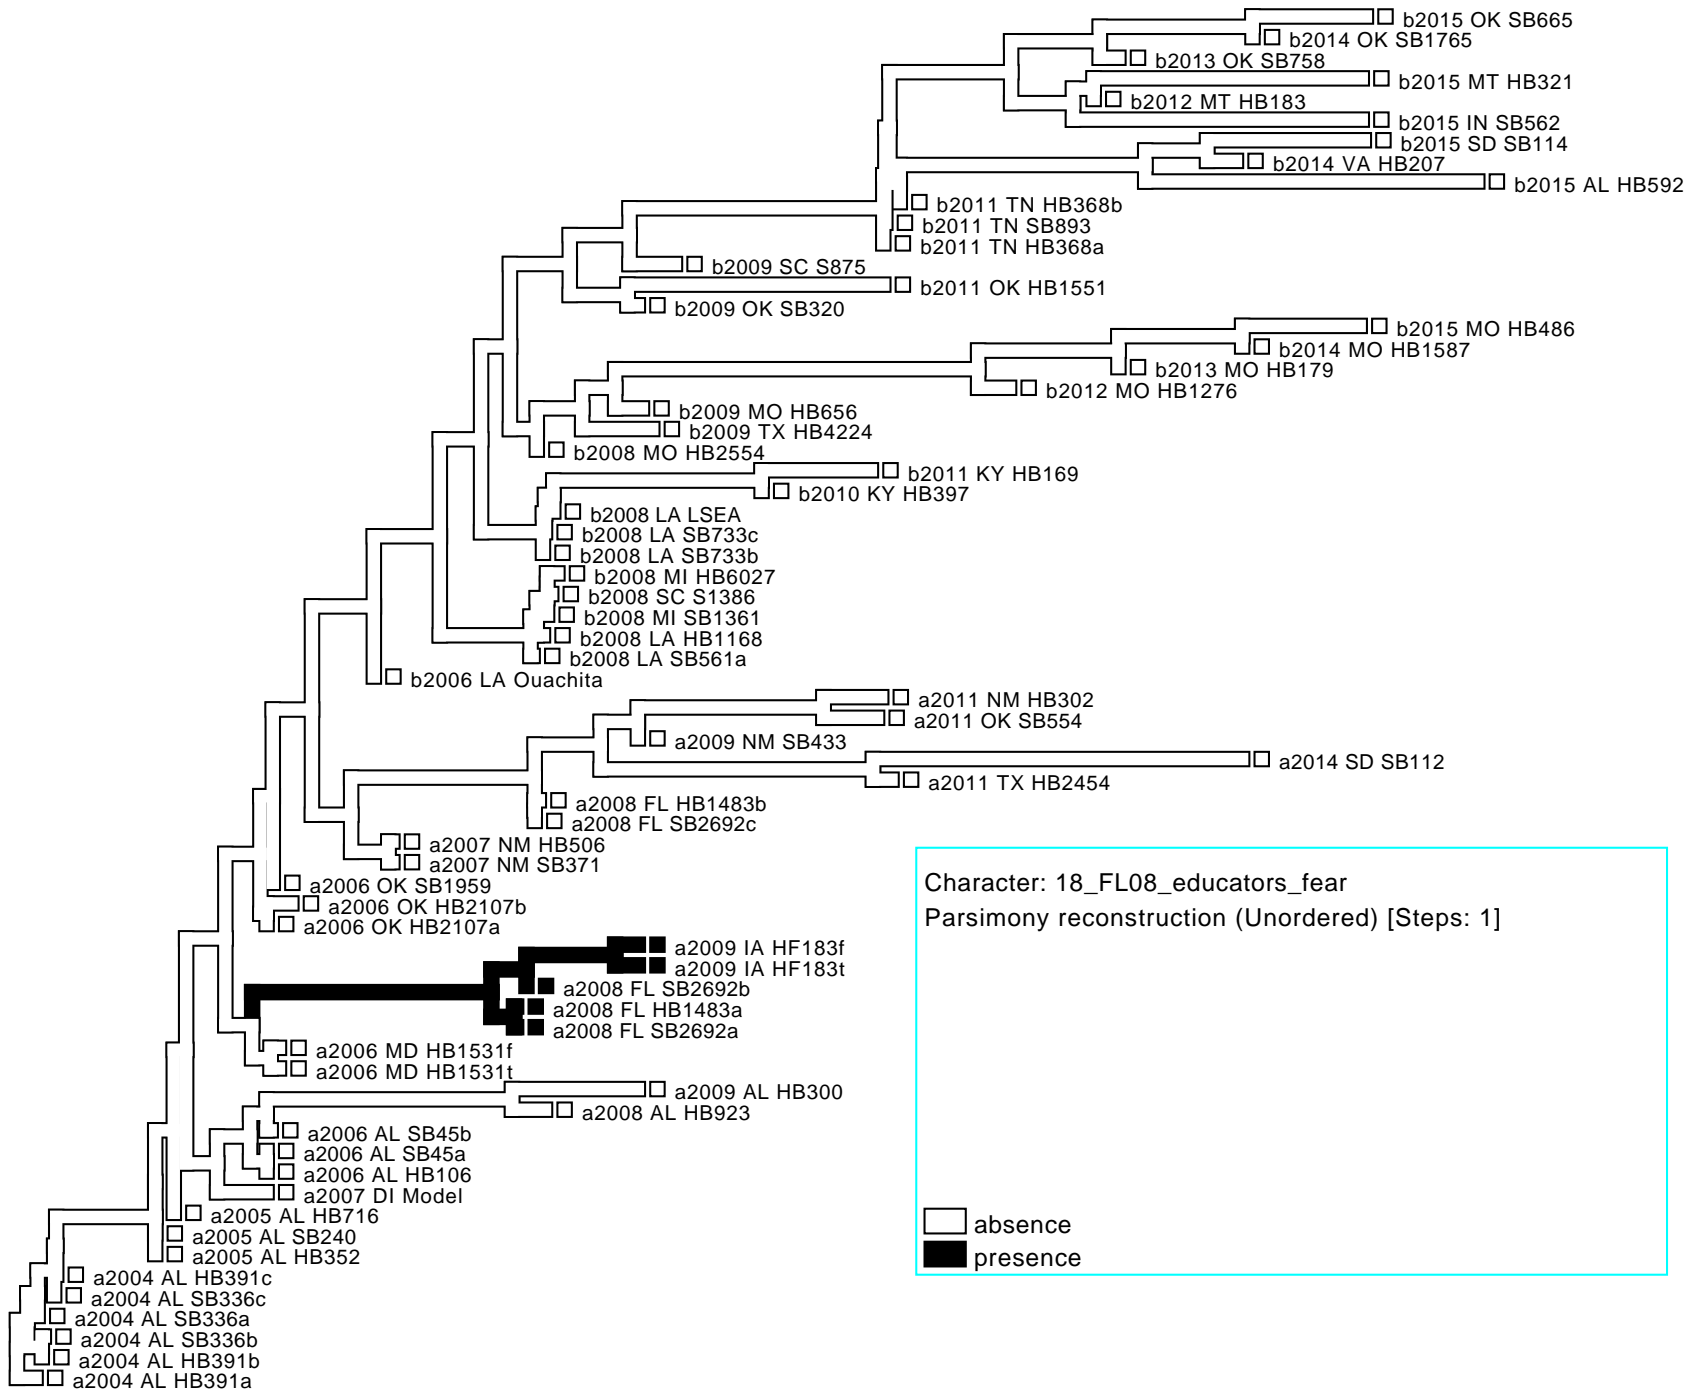 b2015 OK SB665
b2014 OK SB1765
b2013 OK SB758
b2015 MT HB321
b2012 MT HB183
b2015 IN SB562
b2015 SD SB114
b2014 VA HB207
b2015 AL HB592
b2011 TN HB368b
b2011 TN SB893
b2011 TN HB368a
b2009 SC S875
b2011 OK HB1551
b2009 OK SB320
b2015 MO HB486
b2014 MO HB1587
b2013 MO HB179
b2012 MO HB1276
b2009 MO HB656
b2009 TX HB4224
b2008 MO HB2554
b2011 KY HB169
b2010 KY HB397
b2008 LA LSEA
b2008 LA SB733c
b2008 LA SB733b
b2008 MI HB6027
b2008 SC S1386
b2008 MI SB1361
b2008 LA HB1168
b2008 LA SB561a
b2006 LA Ouachita
a2011 NM HB302
a2011 OK SB554
a2009 NM SB433
a2014 SD SB112
a2011 TX HB2454
a2008 FL HB1483b
a2008 FL SB2692c
a2007 NM HB506
a2007 NM SB371
a2006 OK SB1959
a2006 OK HB2107b
a2006 OK HB2107a
a2009 IA HF183f
a2009 IA HF183t
a2008 FL SB2692b
a2008 FL HB1483a
a2008 FL SB2692a
a2006 MD HB1531f
a2006 MD HB1531t
a2009 AL HB300
a2008 AL HB923
a2006 AL SB45b
a2006 AL SB45a
a2006 AL HB106
a2007 DI Model
a2005 AL HB716
a2005 AL SB240
a2005 AL HB352
a2004 AL HB391c
a2004 AL SB336c
a2004 AL SB336a
a2004 AL SB336b
a2004 AL HB391b
a2004 AL HB391a
Character: 18_FL08_educators_fear
Parsimony reconstruction (Unordered) [Steps: 1]
absence
presence